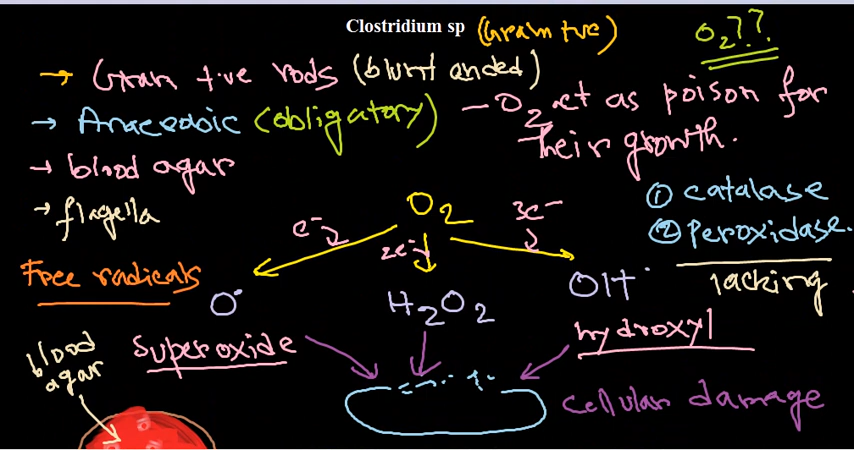 Clostridium sp (Gram +ve)
O2??
→ Gram +ive rods (blunt ended)
→ Anaerobic (obligatory)
→ blood agar
→ flagella
- O2 act as poison for
their growth.
① catalase
② Peroxidase.
lacking
O2
e-
2e-
3e-
Free radicals
O•
H2O2
OH•
Superoxide
hydroxyl
blood
agar
cellular damage